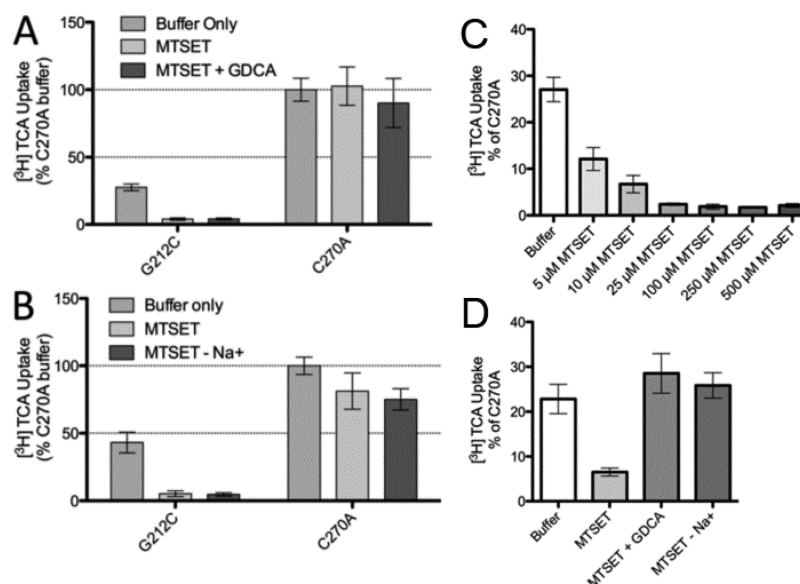 A
150
100
50
0
[³H] TCA Uptake
(% C270A buffer)
Buffer Only
MTSET
MTSET + GDCA
G212C
C270A
B
150
100
50
0
[³H] TCA Uptake
(% C270A buffer)
Buffer only
MTSET
MTSET - Na+
G212C
C270A
C
40
30
20
10
0
[³H] TCA Uptake
% of C270A
Buffer
5 µM MTSET
10 µM MTSET
25 µM MTSET
100 µM MTSET
250 µM MTSET
500 µM MTSET
D
40
30
20
10
0
[³H] TCA Uptake
% of C270A
Buffer
MTSET
MTSET + GDCA
MTSET - Na+